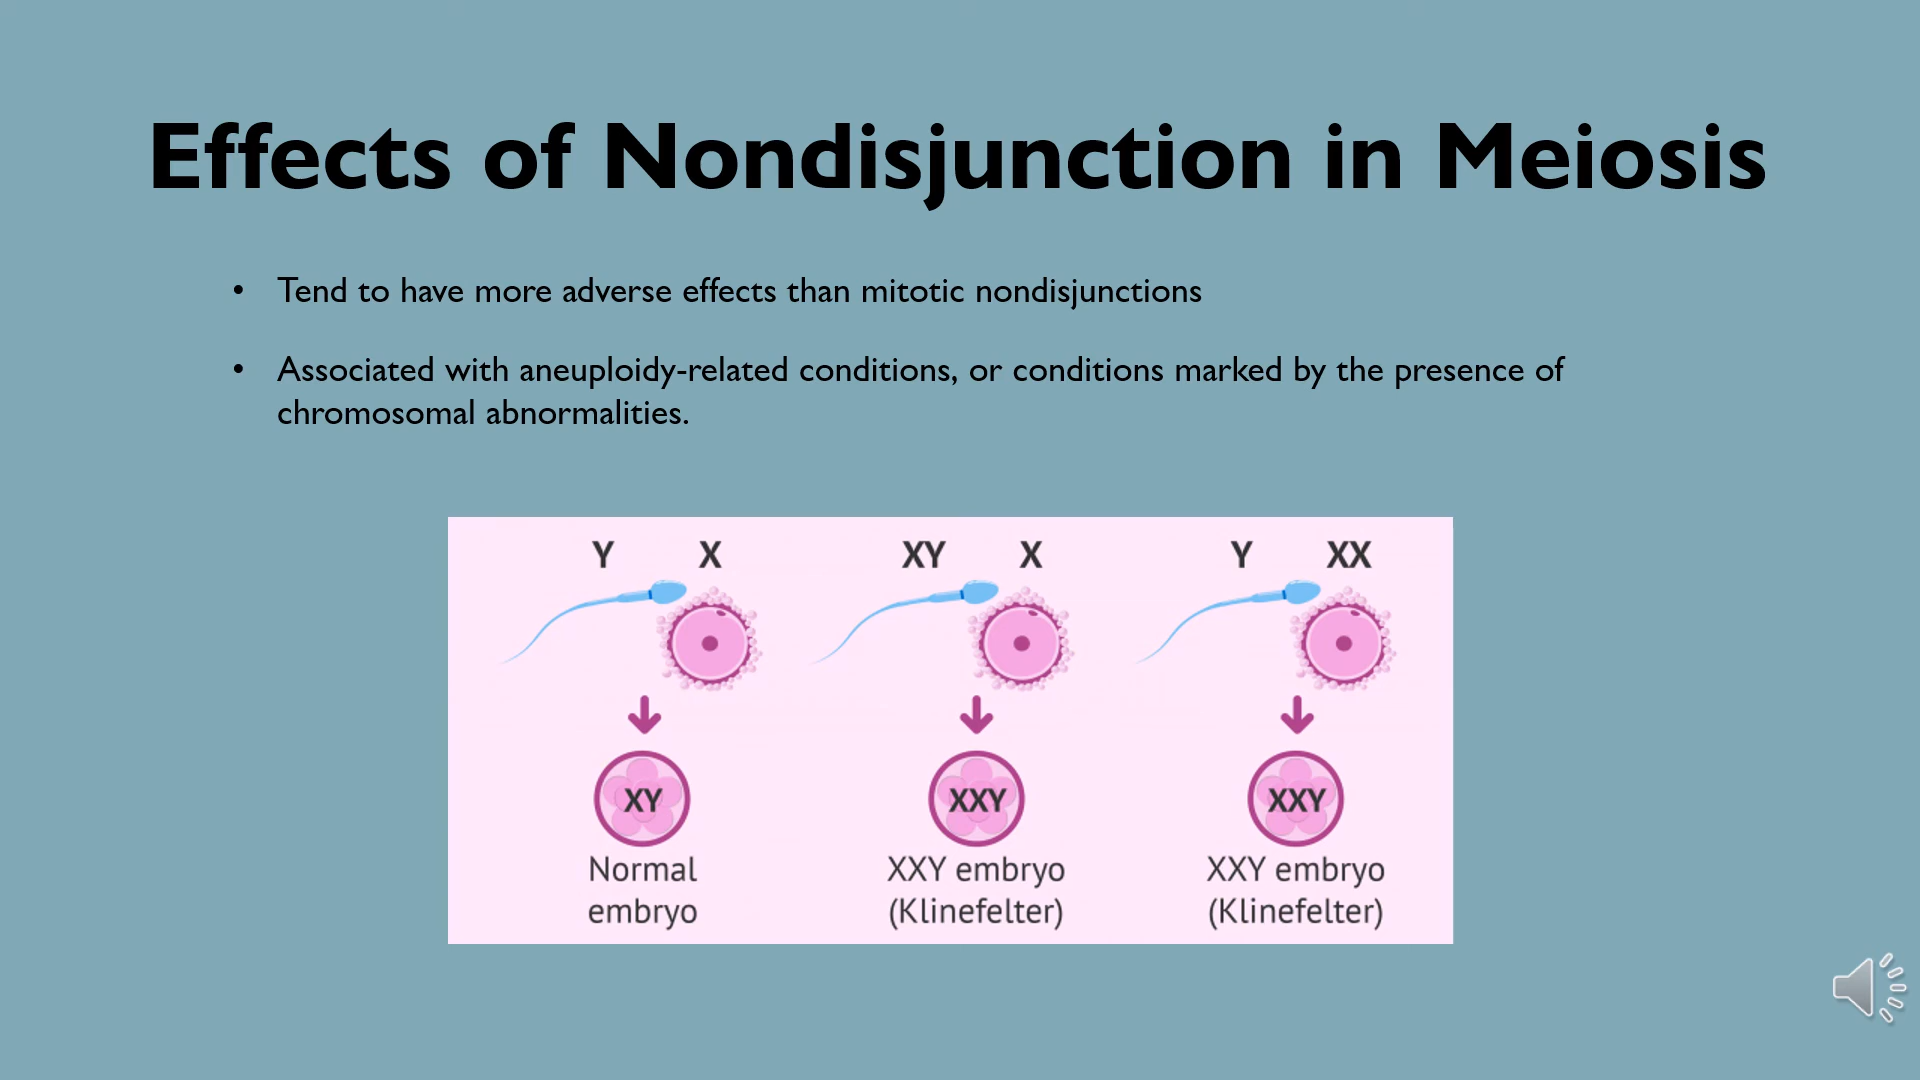 Effects of Nondisjunction in Meiosis
• Tend to have more adverse effects than mitotic nondisjunctions
• Associated with aneuploidy-related conditions, or conditions marked by the presence of
chromosomal abnormalities.
Y X XY X Y XX
XY XXY XXY
Normal XXY embryo XXY embryo
embryo (Klinefelter) (Klinefelter)